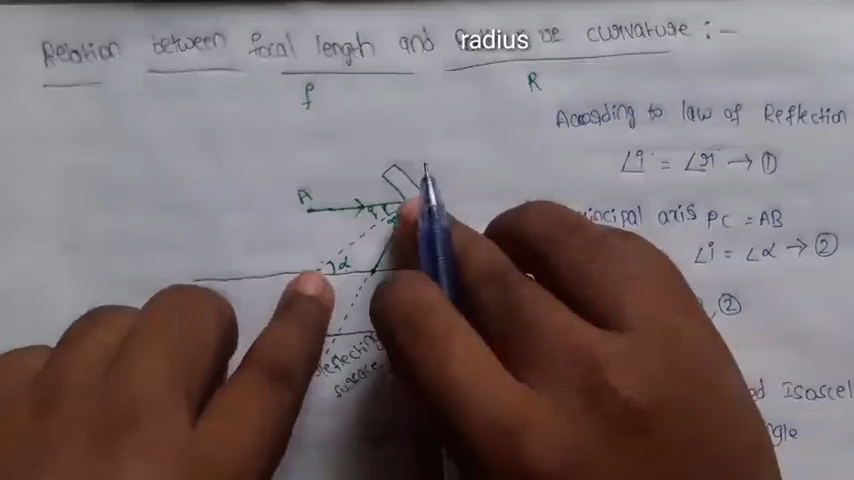 Relation between focal length and radius of curvature :-
f
R
According to law of Reflection
∠i = ∠r → ①
A
principal axis PC = AB
∠i = ∠α → ②
α
②
Reflecting
surface.
Isoscel